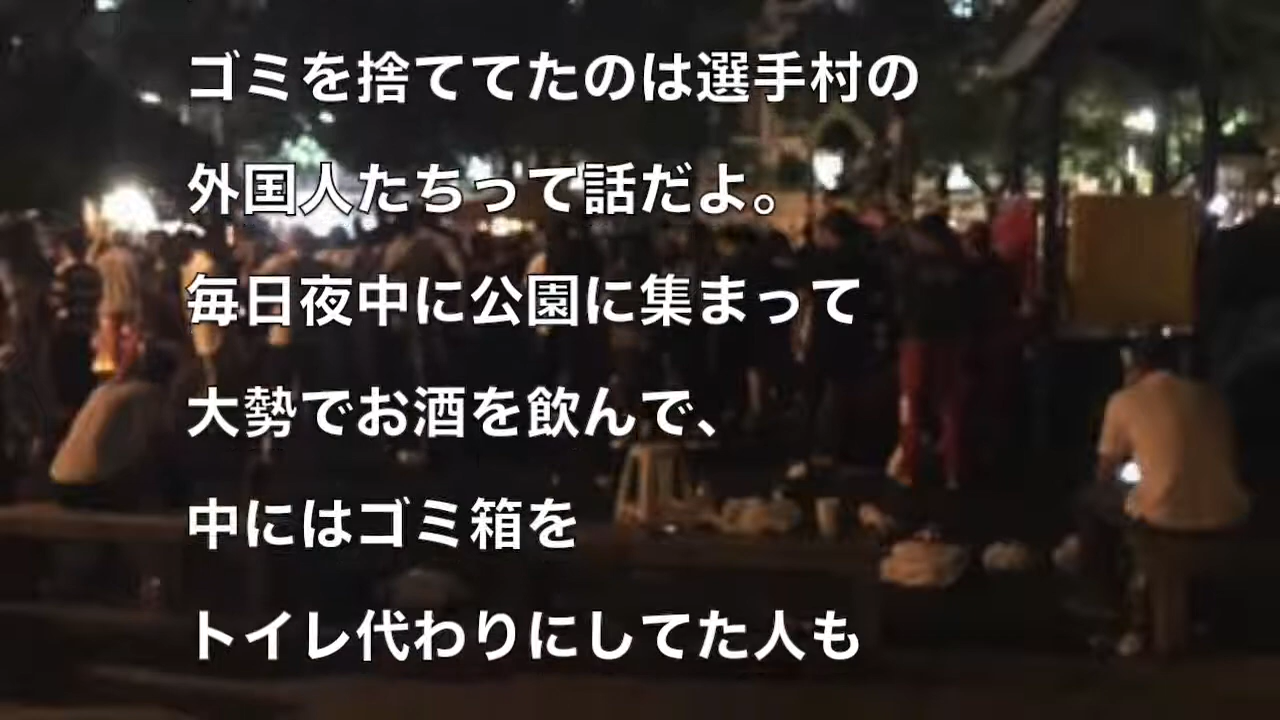 ゴミを捨ててたのは選手村の
外国人たちって話だよ。
毎日夜中に公園に集まって
大勢でお酒を飲んで、
中にはゴミ箱を
トイレ代わりにしてた人も